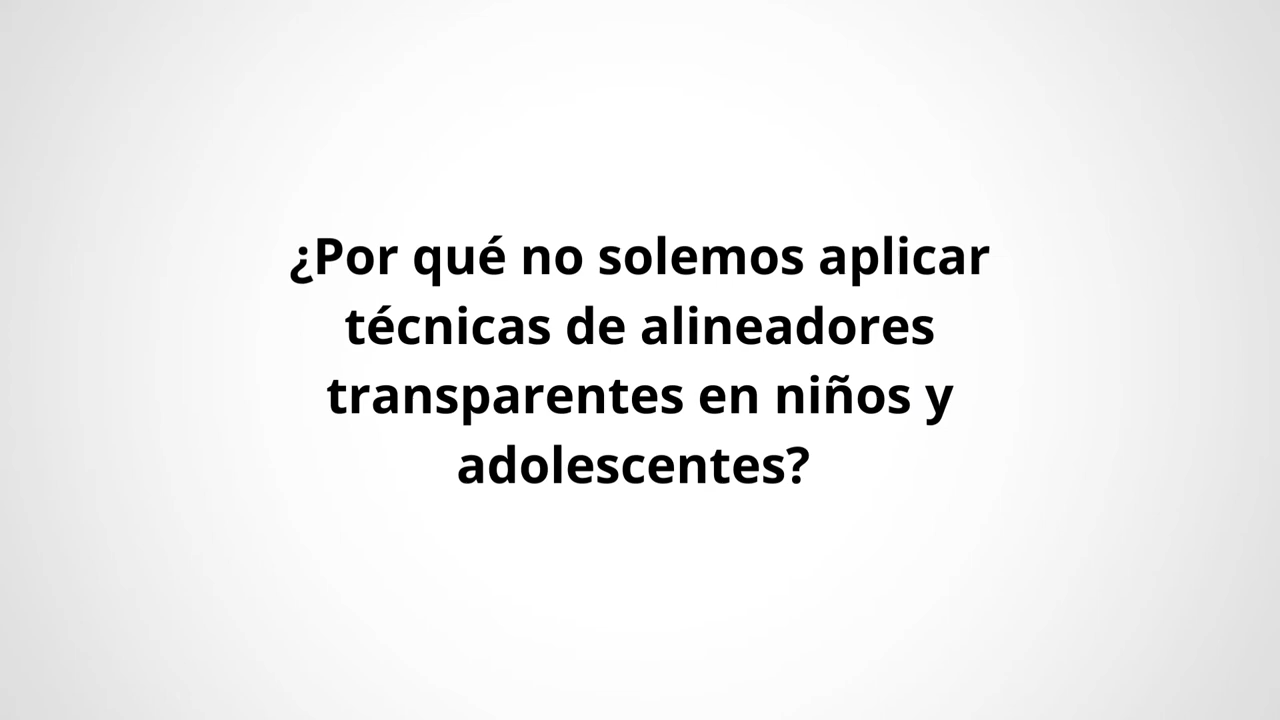 ¿Por qué no solemos aplicar
técnicas de alineadores
transparentes en niños y
adolescentes?